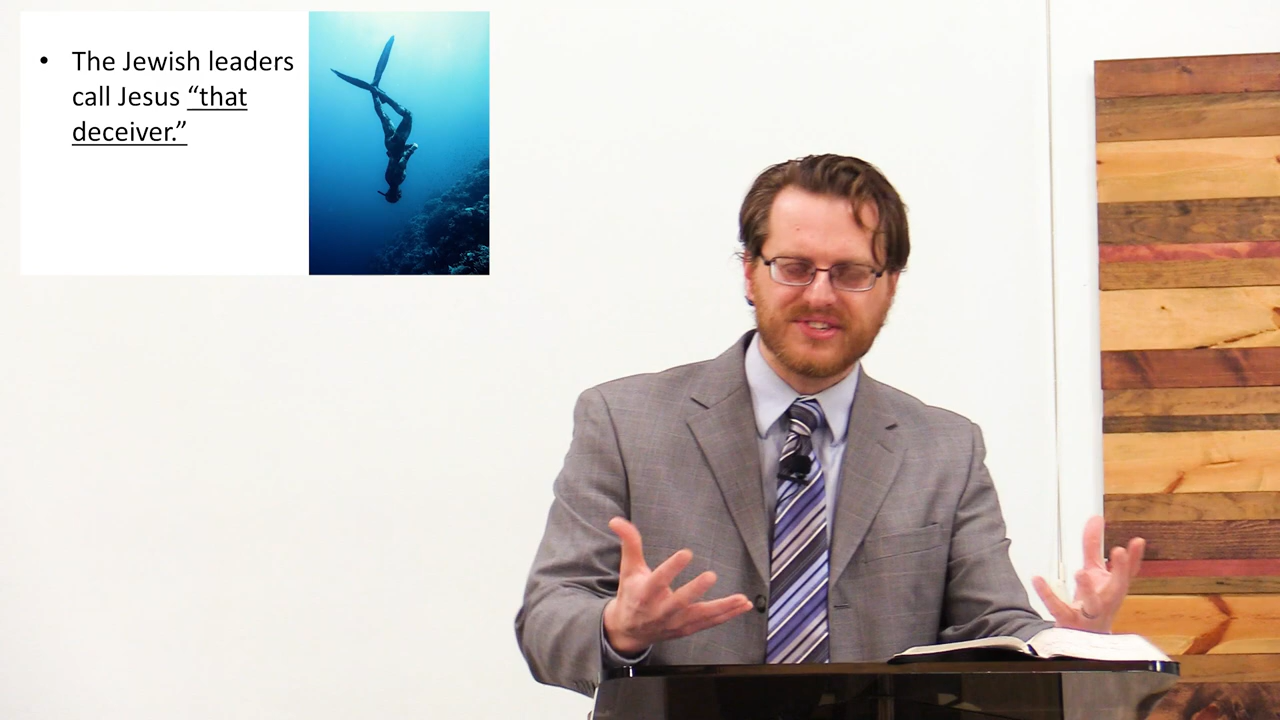 • The Jewish leaders
call Jesus “that
deceiver.”